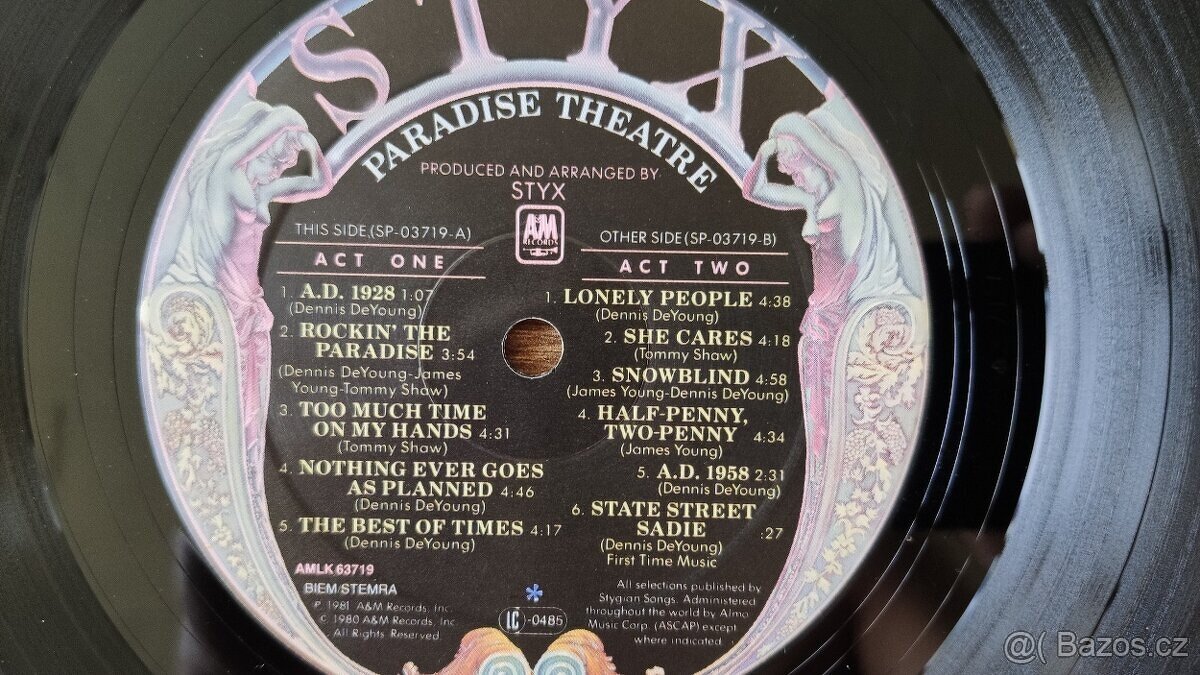 STYX
PARADISE THEATRE
PRODUCED AND ARRANGED BY
STYX
A&M
RECORDS
THIS SIDE (SP-03719-A)
ACT ONE
1. A.D. 1928 1:07
(Dennis DeYoung)
2. ROCKIN' THE
PARADISE 3:54
(Dennis DeYoung-James
Young-Tommy Shaw)
3. TOO MUCH TIME
ON MY HANDS 4:31
(Tommy Shaw)
4. NOTHING EVER GOES
AS PLANNED 4:46
(Dennis DeYoung)
5. THE BEST OF TIMES 4:17
(Dennis DeYoung)
AMLK 63719
BIEM/STEMRA
P. 1981 A&M Records, Inc.
© 1980 A&M Records, Inc.
All Rights Reserved.
OTHER SIDE (SP-03719-B)
ACT TWO
1. LONELY PEOPLE 4:38
(Dennis DeYoung)
2. SHE CARES 4:18
(Tommy Shaw)
3. SNOWBLIND 4:58
(James Young-Dennis DeYoung)
4. HALF-PENNY,
TWO-PENNY 4:34
(James Young)
5. A.D. 1958 2:31
(Dennis DeYoung)
6. STATE STREET
SADIE :27
(Dennis DeYoung)
First Time Music
All selections published by
Stygian Songs. Administered
throughout the world by Almo
Music Corp. (ASCAP) except
where indicated.
*
LC -0485
@( Bazos.cz